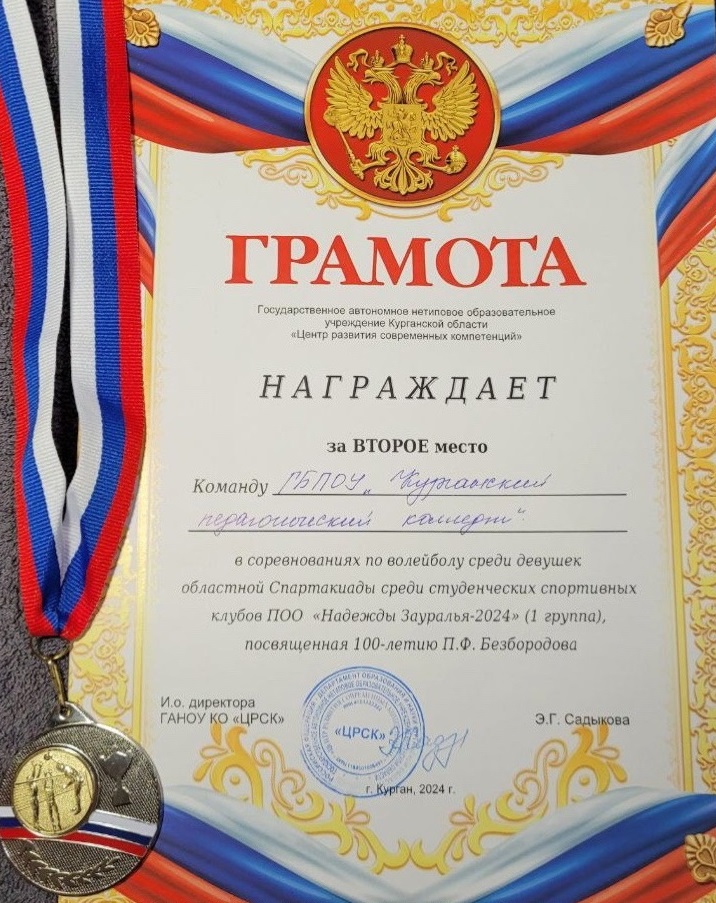 ГРАМОТА
Государственное автономное нетиповое образовательное
учреждение Курганской области
«Центр развития современных компетенций»
НАГРАЖДАЕТ
за ВТОРОЕ место
Команду ГБПОУ „Курганский
педагогический колледж“
в соревнованиях по волейболу среди девушек
областной Спартакиады среди студенческих спортивных
клубов ПОО «Надежды Зауралья-2024» (1 группа),
посвященная 100-летию П.Ф. Безбородова
И.о. директора
ГАНОУ КО «ЦРСК»
«ЦРСК»
Э.Г. Садыкова
г. Курган, 2024 г.